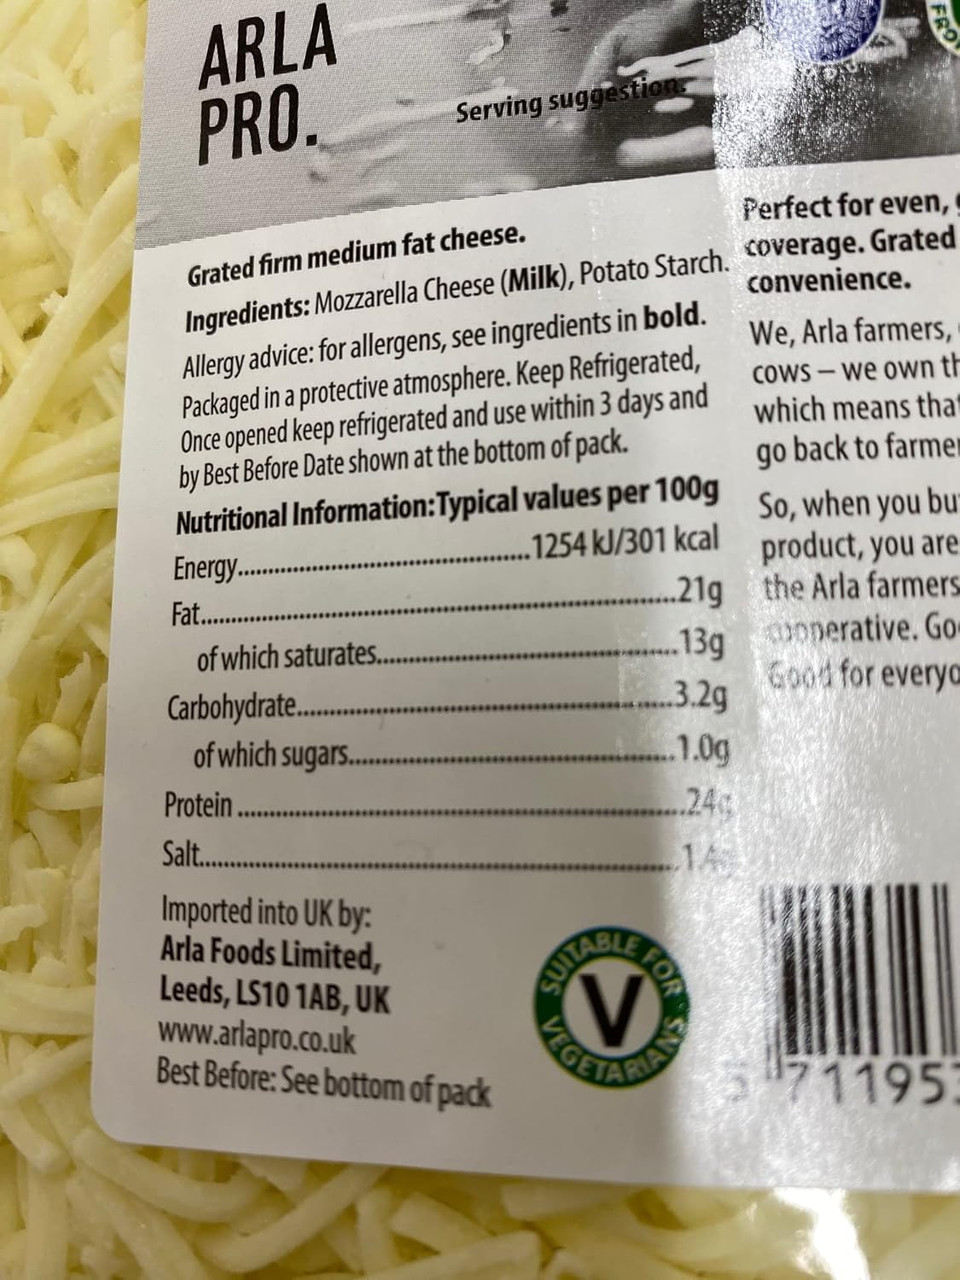 ARLA
PRO.
Serving suggestion.
FRO
Grated firm medium fat cheese.
Ingredients: Mozzarella Cheese (Milk), Potato Starch.
Allergy advice: for allergens, see ingredients in bold.
Packaged in a protective atmosphere. Keep Refrigerated,
Once opened keep refrigerated and use within 3 days and
by Best Before Date shown at the bottom of pack.
Nutritional Information:Typical values per 100g
Energy..............................1254 kJ/301 kcal
Fat..................................................21g
of which saturates................................13g
Carbohydrate.......................................3.2g
of which sugars...................................1.0g
Protein ..............................................24g
Salt..................................................1.4g
Imported into UK by:
Arla Foods Limited,
Leeds, LS10 1AB, UK
www.arlapro.co.uk
Best Before: See bottom of pack
SUITABLE FOR
V
VEGETARIANS
Perfect for even,
coverage. Grated
convenience.
We, Arla farmers,
cows – we own th
which means that
go back to farmer
So, when you bu
product, you are
the Arla farmers
cooperative. Goo
Good for everyo
5 711953